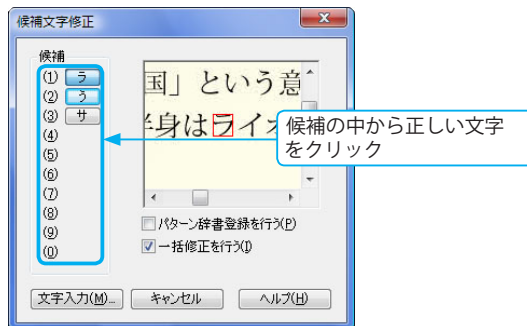 候補文字修正
候補
(1) ラ
(2) う
(3) サ
(4)
(5)
(6)
(7)
(8)
(9)
(0)
国」という意
半身はライオ
候補の中から正しい文字
をクリック
パターン辞書登録を行う(P)
一括修正を行う(I)
文字入力(M)...
キャンセル
ヘルプ(H)